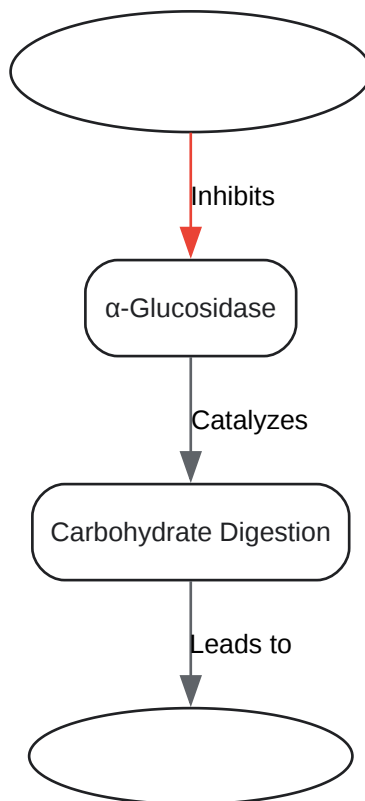 Inhibits
α-Glucosidase
Catalyzes
Carbohydrate Digestion
Leads to